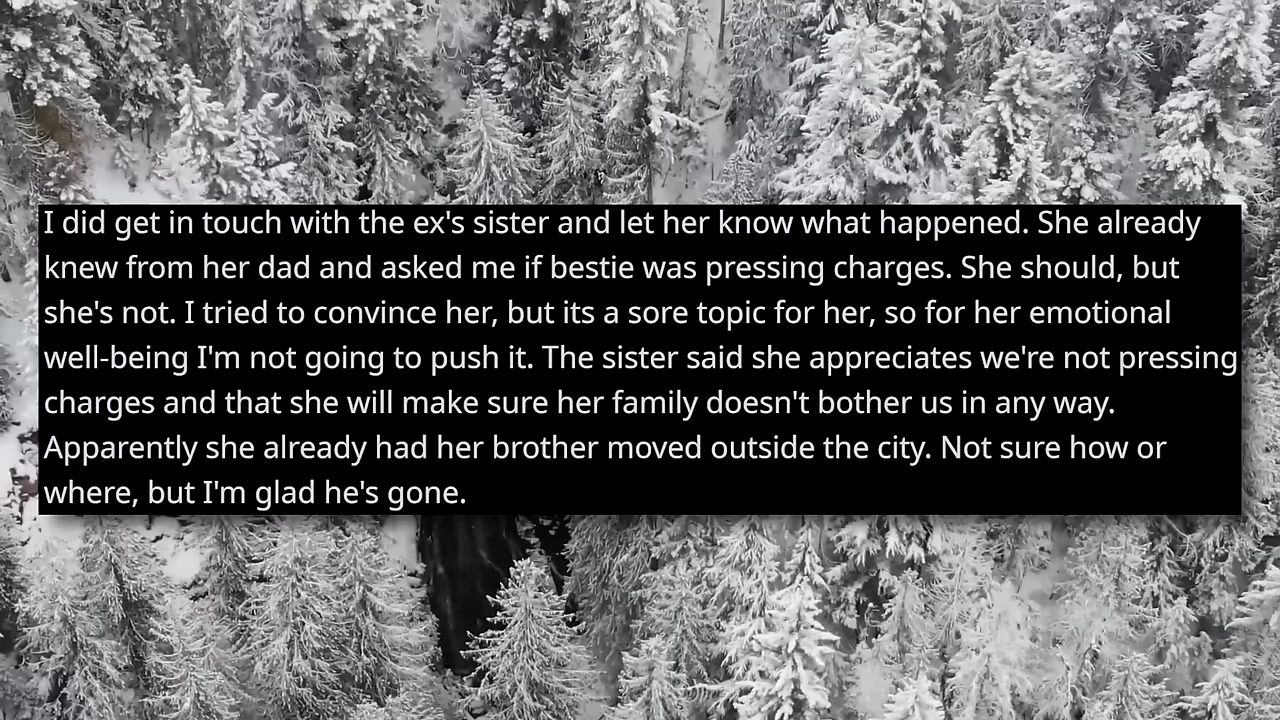 I did get in touch with the ex's sister and let her know what happened. She already
knew from her dad and asked me if bestie was pressing charges. She should, but
she's not. I tried to convince her, but its a sore topic for her, so for her emotional
well-being I'm not going to push it. The sister said she appreciates we're not pressing
charges and that she will make sure her family doesn't bother us in any way.
Apparently she already had her brother moved outside the city. Not sure how or
where, but I'm glad he's gone.